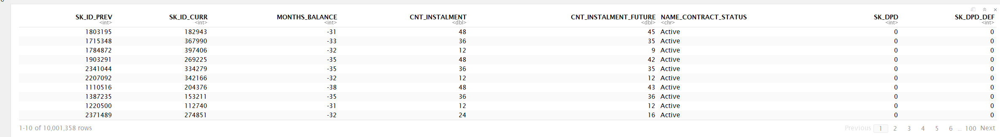 SK_ID_PREV SK_ID_CURR MONTHS_BALANCE CNT_INSTALMENT CNT_INSTALMENT_FUTURE NAME_CONTRACT_STATUS SK_DPD SK_DPD_DEF
<int> <int> <int> <dbl> <dbl> <chr> <int> <int>
1803195 182943 -31 48 45 Active 0 0
1715348 367990 -33 36 35 Active 0 0
1784872 397406 -32 12 9 Active 0 0
1903291 269225 -35 48 42 Active 0 0
2341044 334279 -35 36 35 Active 0 0
2207092 342166 -32 12 12 Active 0 0
1110516 204376 -38 48 43 Active 0 0
1387235 153211 -35 36 36 Active 0 0
1220500 112740 -31 12 12 Active 0 0
2371489 274851 -32 24 16 Active 0 0
1-10 of 10,001,358 rows Previous 1 2 3 4 5 6 ... 100 Next